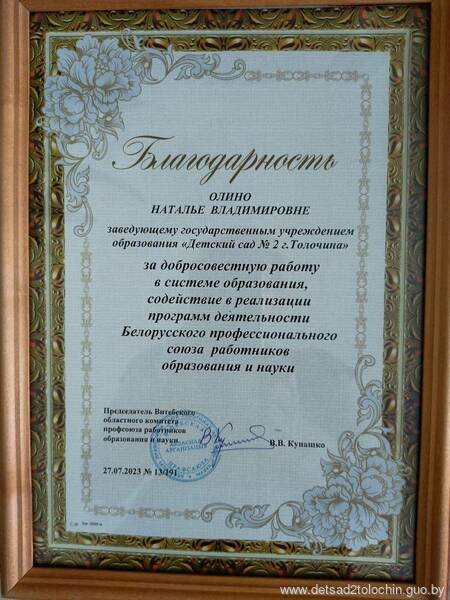 Благодарность
ОЛИНО
НАТАЛЬЕ ВЛАДИМИРОВНЕ
заведующему государственным учреждением
образования «Детский сад № 2 г.Толочина»
за добросовестную работу
в системе образования,
содействие в реализации
программ деятельности
Белорусского профессионального
союза работников
образования и науки
Председатель Витебского
областного комитета
профсоюза работников
образования и науки
В.В. Кунашко
27.07.2023 № 13/191
www.detsad2tolochin.guo.by